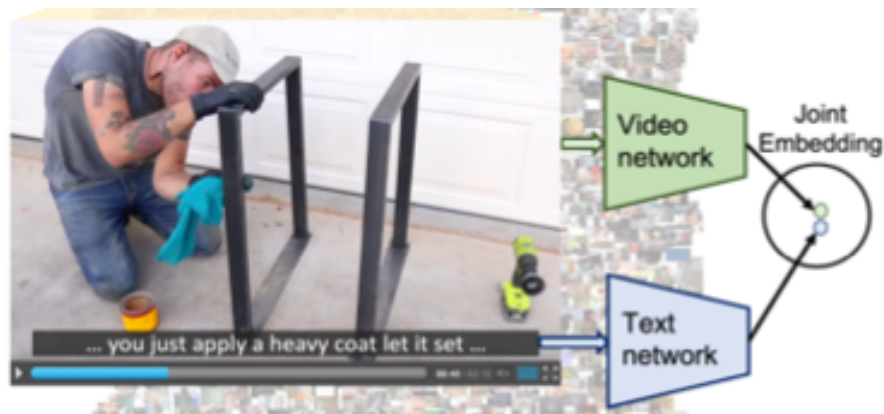 Video
network
Joint
Embedding
... you just apply a heavy coat let it set ...
Text
network